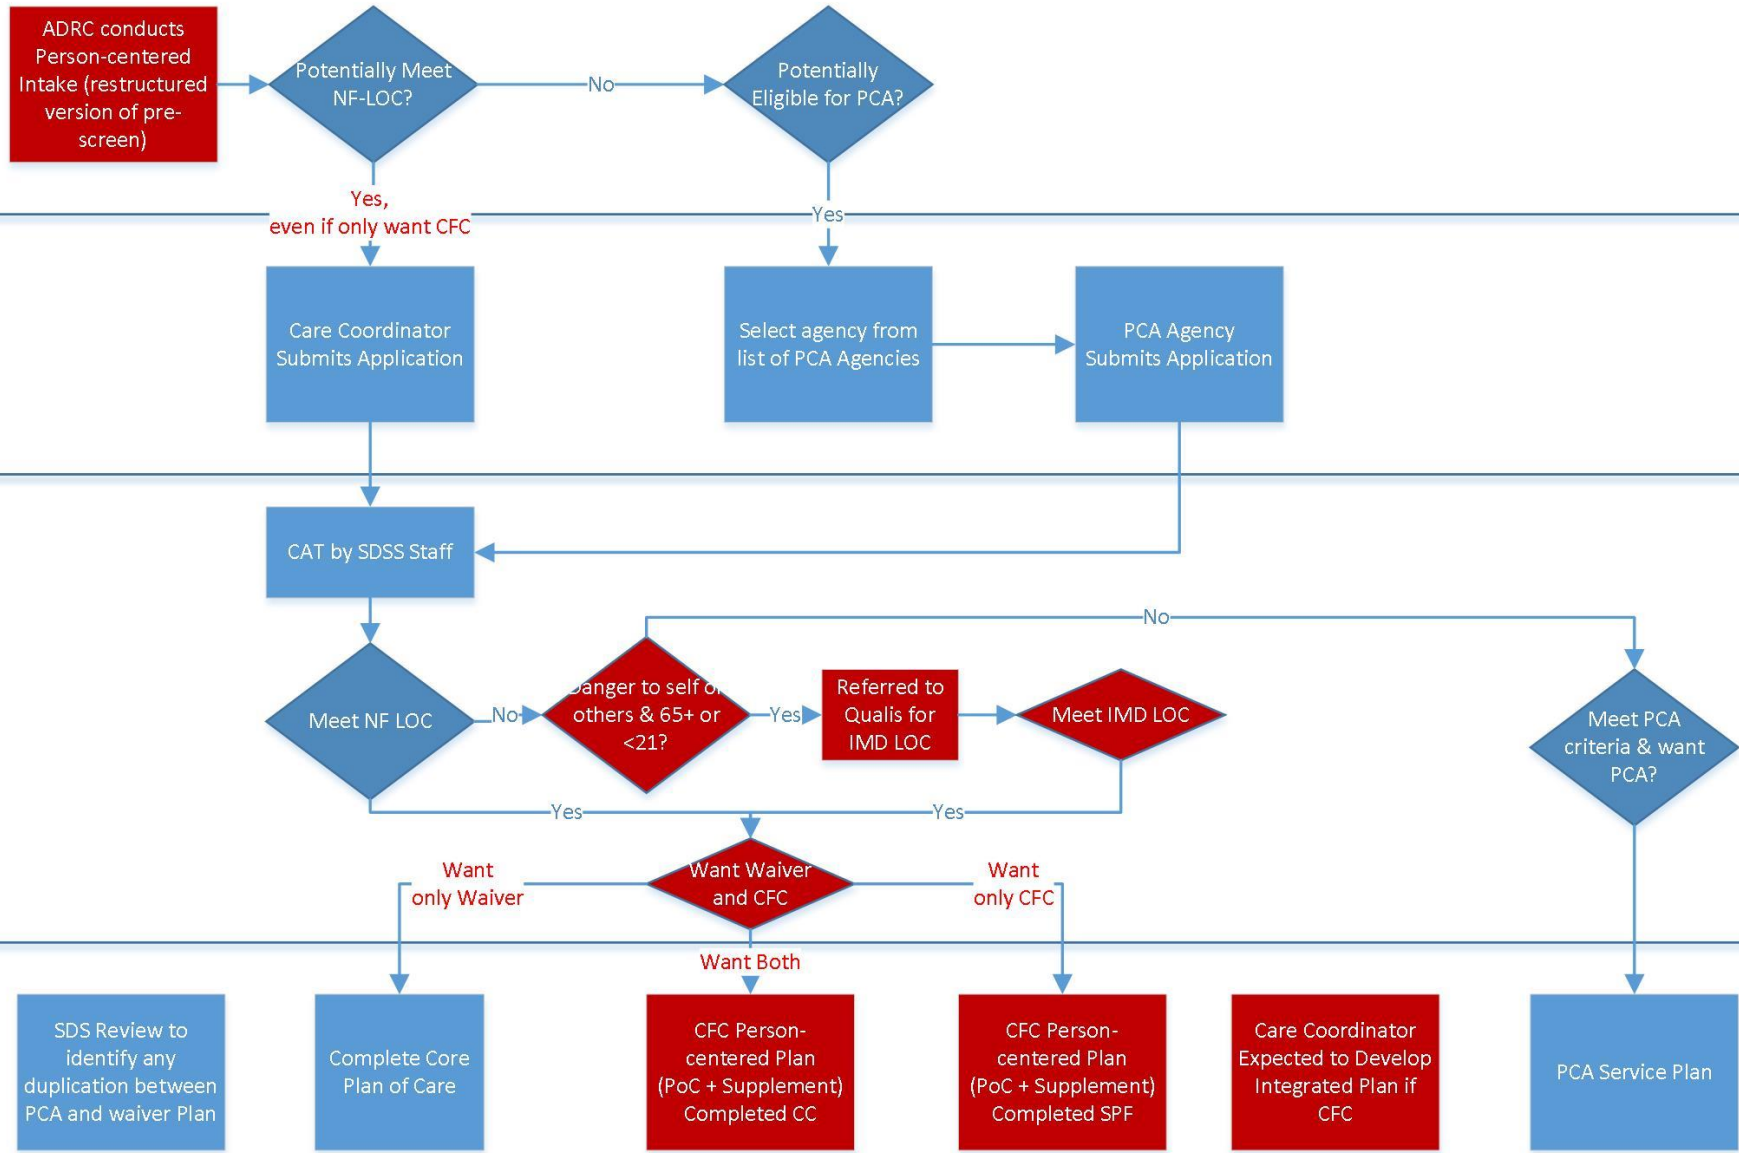 ADRC conducts
Person-centered
Intake (restructured
version of pre-
screen)
Potentially Meet
NF-LOC?
No
Potentially
Eligible for PCA?
Yes,
even if only want CFC
Yes
Care Coordinator
Submits Application
Select agency from
list of PCA Agencies
PCA Agency
Submits Application
CAT by SDSS Staff
No
Meet NF LOC
No
Danger to self or
others & 65+ or
<21?
Yes
Referred to
Qualis for
IMD LOC
Meet IMD LOC
Meet PCA
criteria & want
PCA?
Yes
Yes
Want
only Waiver
Want Waiver
and CFC
Want
only CFC
Want Both
SDS Review to
identify any
duplication between
PCA and waiver Plan
Complete Core
Plan of Care
CFC Person-
centered Plan
(PoC + Supplement)
Completed CC
CFC Person-
centered Plan
(PoC + Supplement)
Completed SPF
Care Coordinator
Expected to Develop
Integrated Plan if
CFC
PCA Service Plan